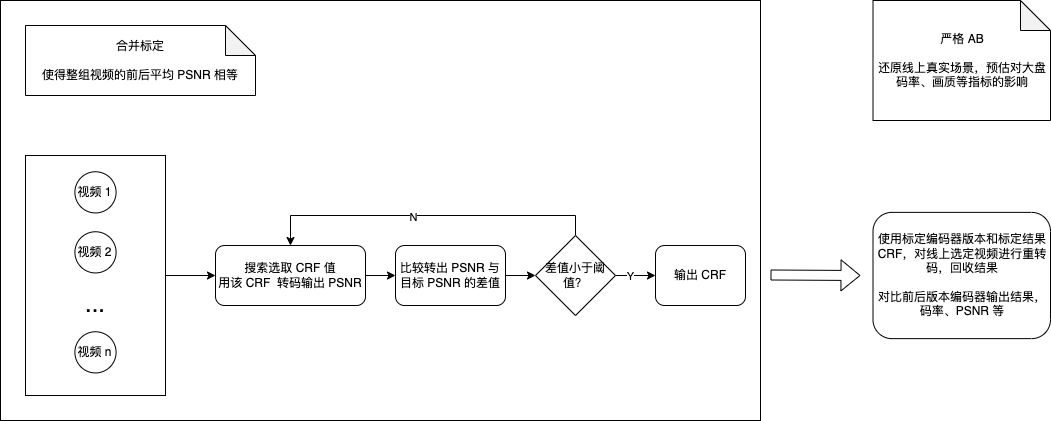 合并标定
使得整组视频的前后平均 PSNR 相等
严格 AB
还原线上真实场景，预估对大盘
码率、画质等指标的影响
视频 1
视频 2
...
视频 n
搜索选取 CRF 值
用该 CRF 转码输出 PSNR
比较转出 PSNR 与
目标 PSNR 的差值
N
差值小于阈
值?
Y
输出 CRF
使用标定编码器版本和标定结果
CRF，对线上选定视频进行重转
码，回收结果
对比前后版本编码器输出结果，
码率、PSNR 等